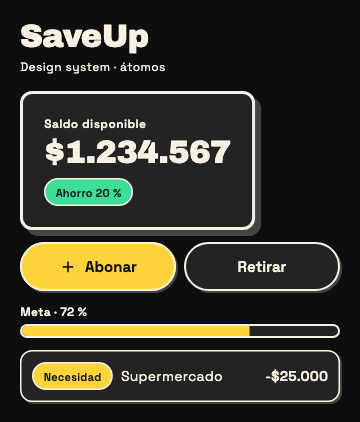 SaveUp
Design system · átomos
Saldo disponible
$1.234.567
Ahorro 20 %
+ Abonar
Retirar
Meta · 72 %
Necesidad
Supermercado
-$25.000